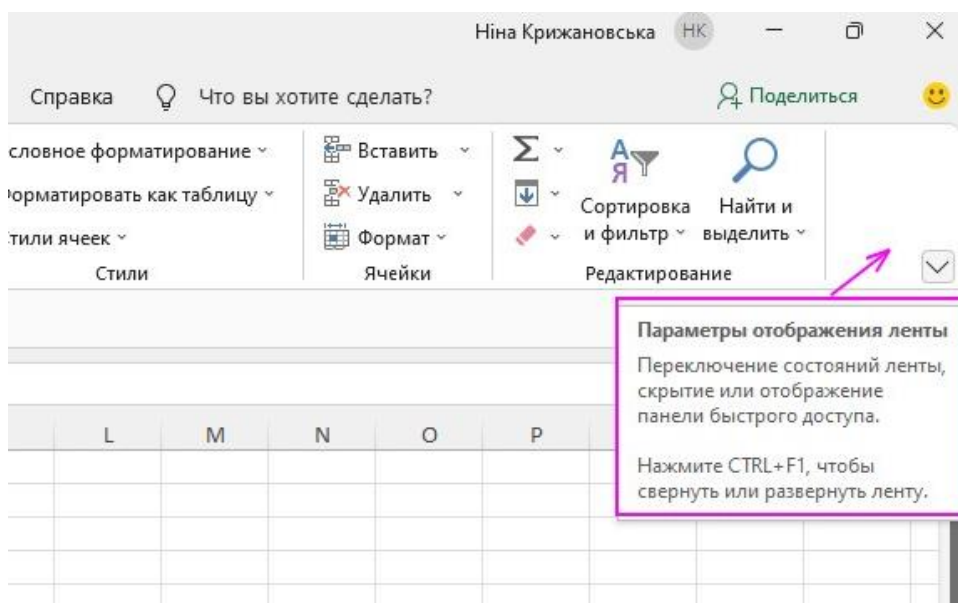 Ніна Крижановська НК
Справка Что вы хотите сделать? Поделиться
словное форматирование Вставить Σ
Форматировать как таблицу Удалить
тили ячеек Формат
АЯ Сортировка и фильтр
Найти и выделить
Стили Ячейки Редактирование
Параметры отображения ленты
Переключение состояний ленты,
скрытие или отображение
панели быстрого доступа.
Нажмите CTRL+F1, чтобы
свернуть или развернуть ленту.
L M N O P